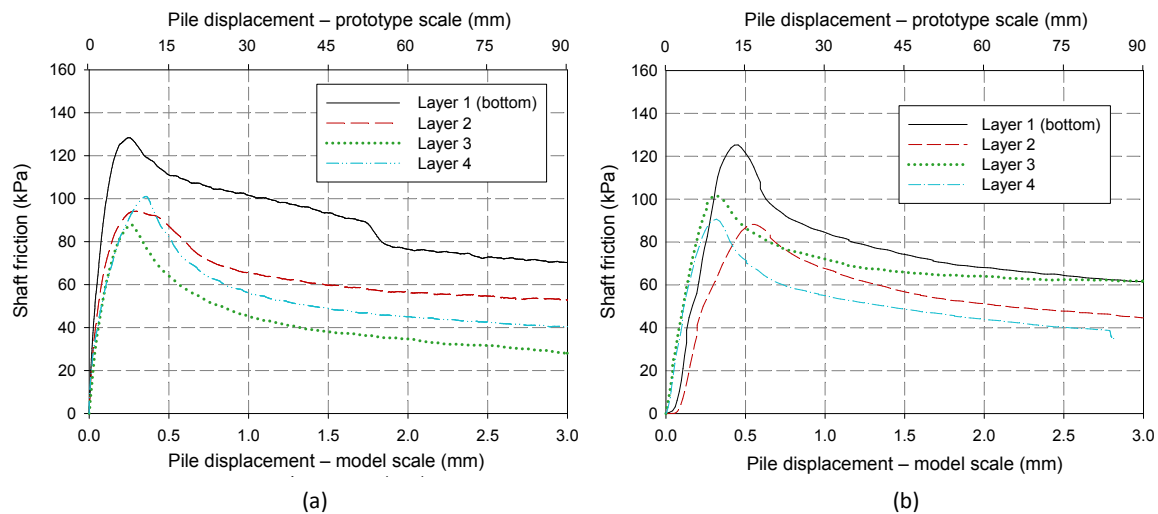 Pile displacement – prototype scale (mm)
0 15 30 45 60 75 90
160
140
120
100
80
60
40
20
0
Shaft friction (kPa)
Layer 1 (bottom)
Layer 2
Layer 3
Layer 4
0.0 0.5 1.0 1.5 2.0 2.5 3.0
Pile displacement – model scale (mm)
(a)
Pile displacement – prototype scale (mm)
0 15 30 45 60 75 90
160
140
120
100
80
60
40
20
0
Shaft friction (kPa)
Layer 1 (bottom)
Layer 2
Layer 3
Layer 4
0.0 0.5 1.0 1.5 2.0 2.5 3.0
Pile displacement – model scale (mm)
(b)